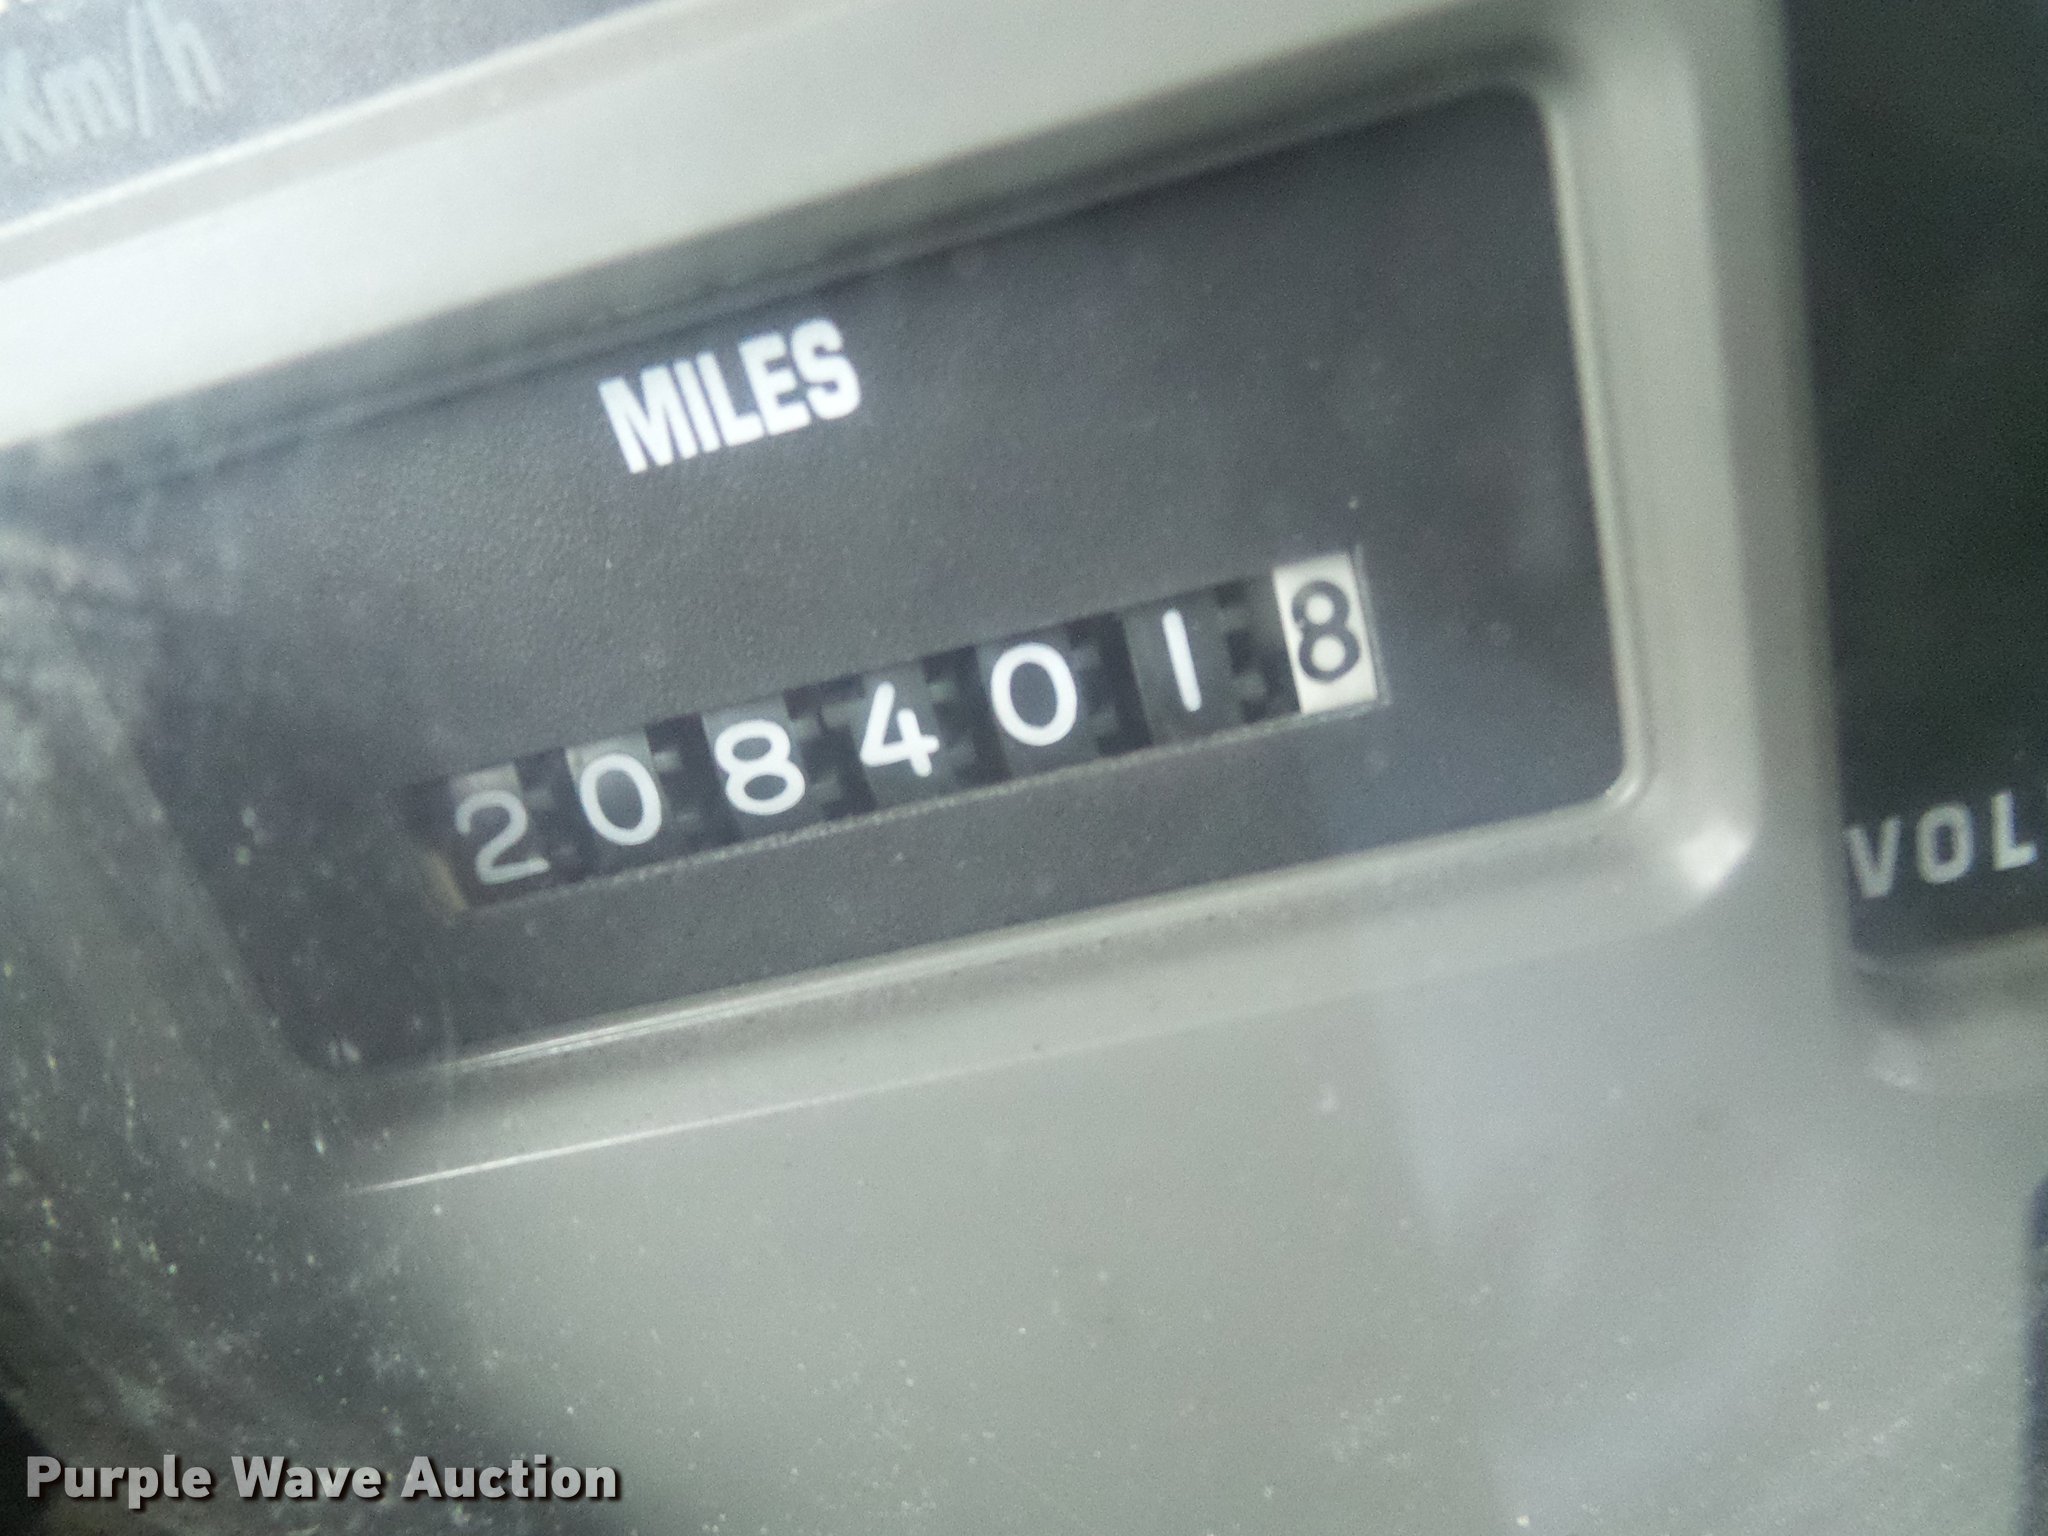 Km/h
MILES
2084018
VOL
Purple Wave Auction